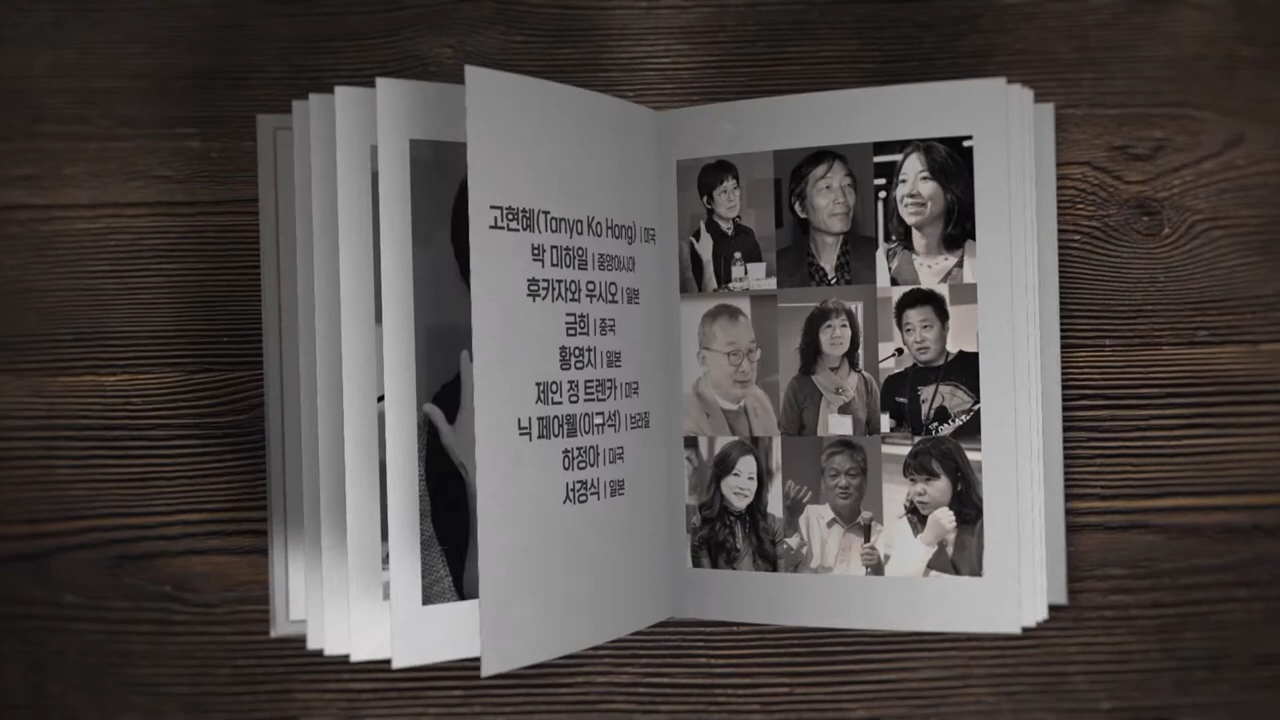 고현혜(Tanya Ko Hong) | 미국
박 미하일 | 중앙아시아
후카자와 우시오 | 일본
금희 | 중국
황영치 | 일본
제인 정 트렌카 | 미국
닉 페어웰(이규석) | 브라질
하정아 | 미국
서경식 | 일본